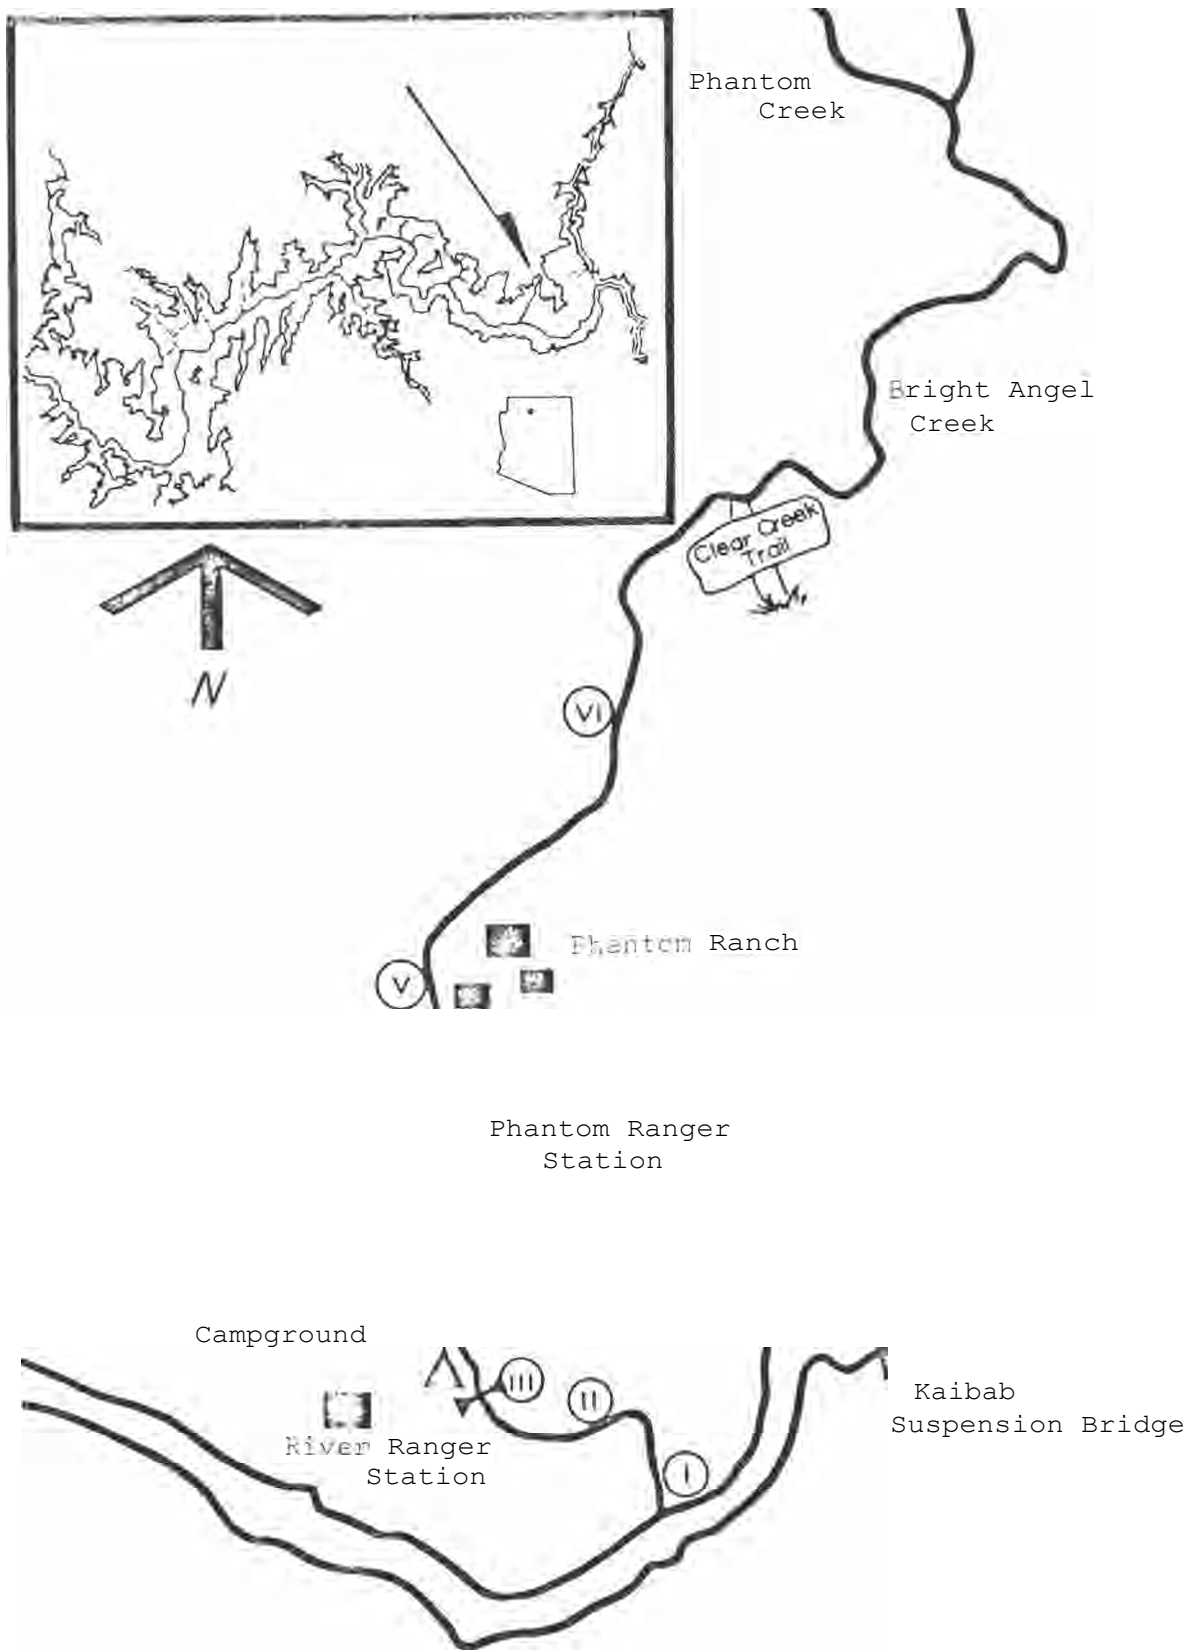 Phantom
Creek
Bright Angel
Creek
Clear Creek
Trail
N
VI
Phantom Ranch
V
Phantom Ranger
Station
Campground
III
II
Kaibab
Suspension Bridge
River Ranger
Station
I